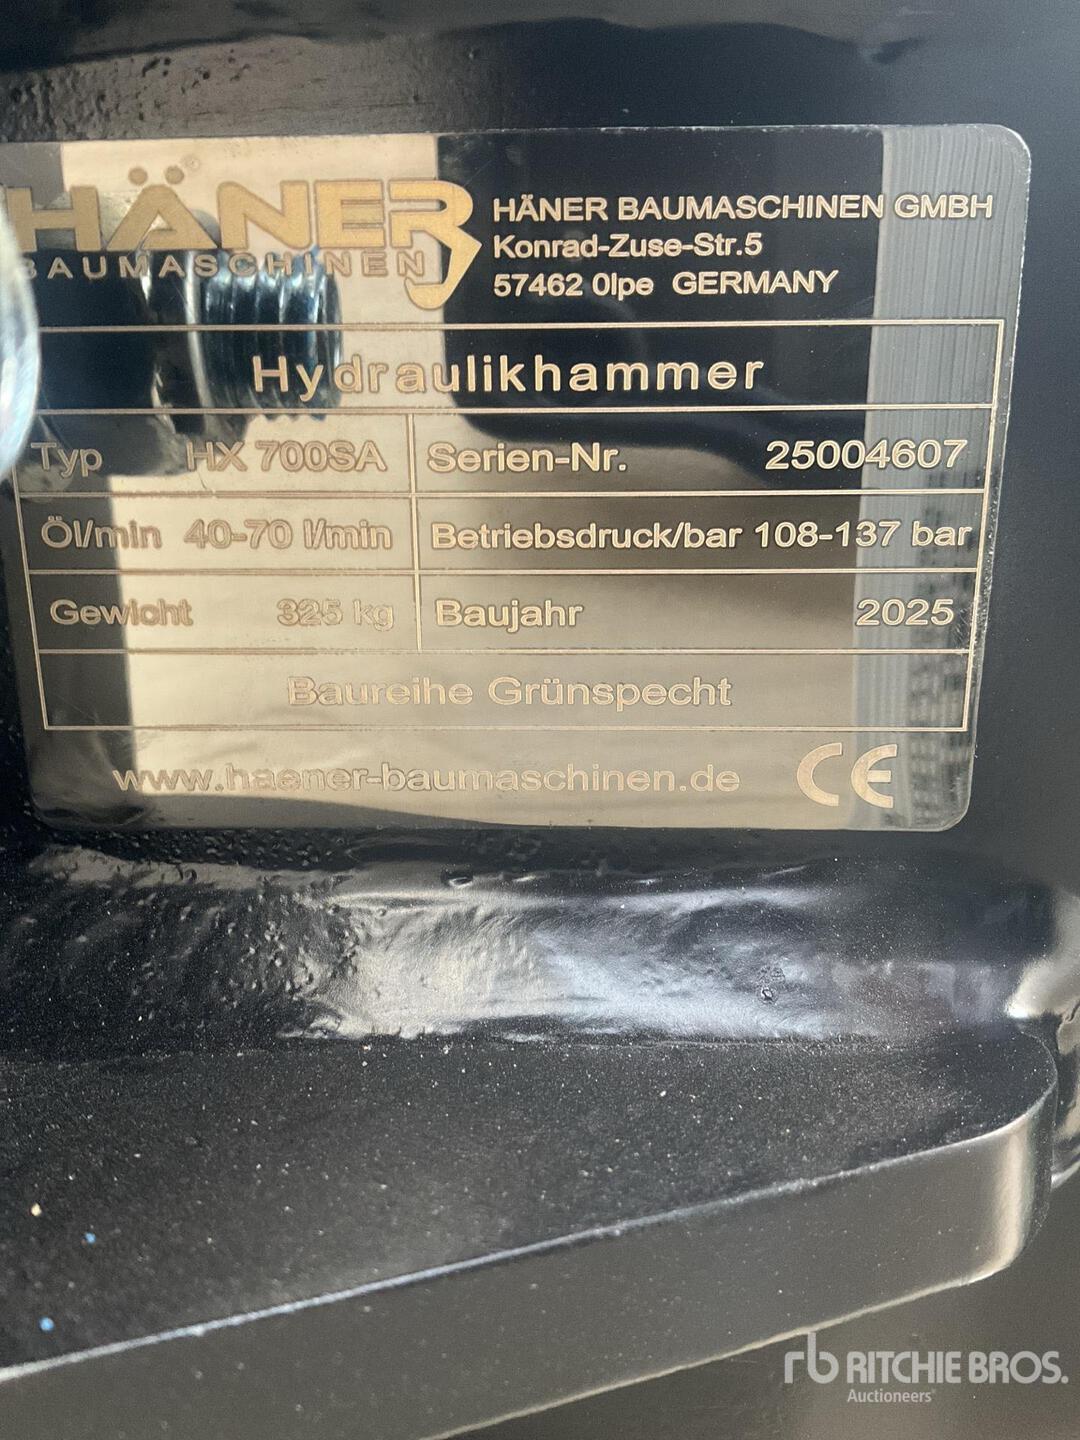 HÄNER
BAUMASCHINEN
HÄNER BAUMASCHINEN GMBH
Konrad-Zuse-Str.5
57462 Olpe GERMANY
Hydraulikhammer
Typ HX 700SA Serien-Nr. 25004607
Öl/min 40-70 l/min Betriebsdruck/bar 108-137 bar
Gewicht 325 kg Baujahr 2025
Baureihe Grünspecht
www.haener-baumaschinen.de CE
rb RITCHIE BROS.
Auctioneers